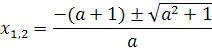 x_{1,2} = \frac{-(a+1) \pm \sqrt{a^2+1}}{a}